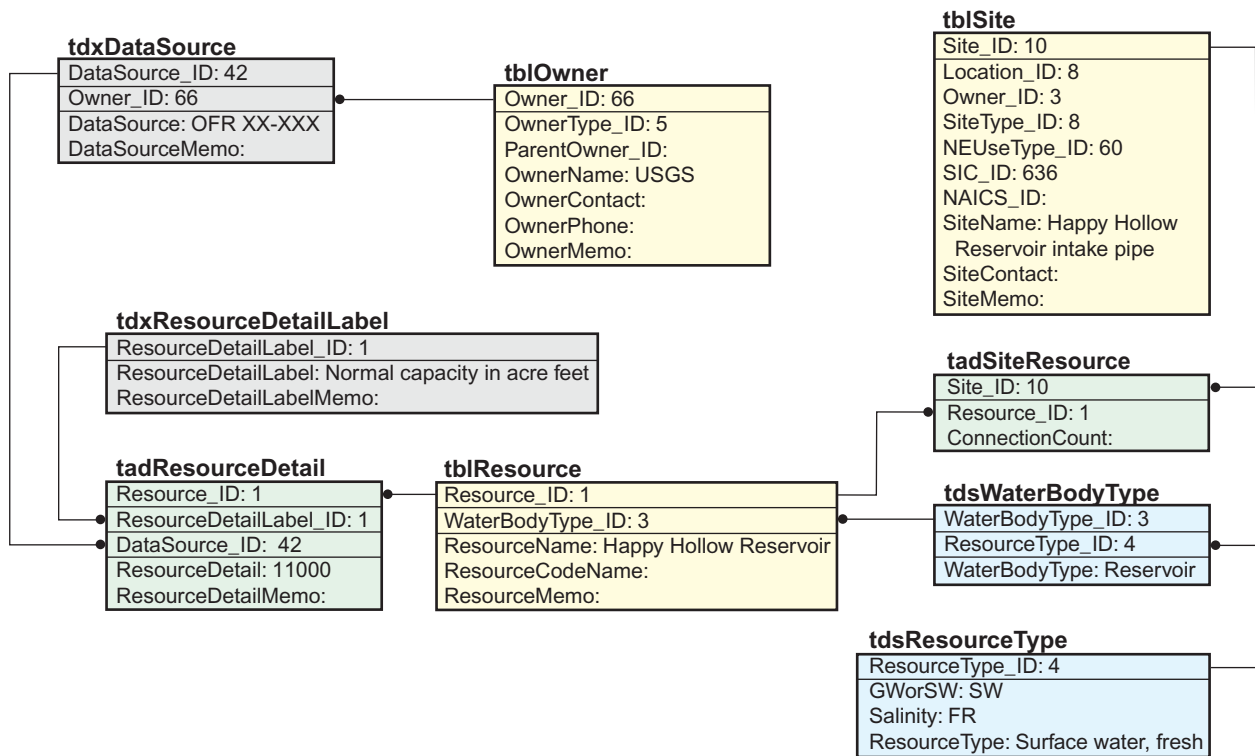 tdxDataSource
DataSource_ID: 42
Owner_ID: 66
DataSource: OFR XX-XXX
DataSourceMemo:
tblOwner
Owner_ID: 66
OwnerType_ID: 5
ParentOwner_ID:
OwnerName: USGS
OwnerContact:
OwnerPhone:
OwnerMemo:
tblSite
Site_ID: 10
Location_ID: 8
Owner_ID: 3
SiteType_ID: 8
NEUseType_ID: 60
SIC_ID: 636
NAICS_ID:
SiteName: Happy Hollow
Reservoir intake pipe
SiteContact:
SiteMemo:
tdxResourceDetailLabel
ResourceDetailLabel_ID: 1
ResourceDetailLabel: Normal capacity in acre feet
ResourceDetailLabelMemo:
tadSiteResource
Site_ID: 10
Resource_ID: 1
ConnectionCount:
tadResourceDetail
Resource_ID: 1
ResourceDetailLabel_ID: 1
DataSource_ID: 42
ResourceDetail: 11000
ResourceDetailMemo:
tblResource
Resource_ID: 1
WaterBodyType_ID: 3
ResourceName: Happy Hollow Reservoir
ResourceCodeName:
ResourceMemo:
tdsWaterBodyType
WaterBodyType_ID: 3
ResourceType_ID: 4
WaterBodyType: Reservoir
tdsResourceType
ResourceType_ID: 4
GWorSW: SW
Salinity: FR
ResourceType: Surface water, fresh